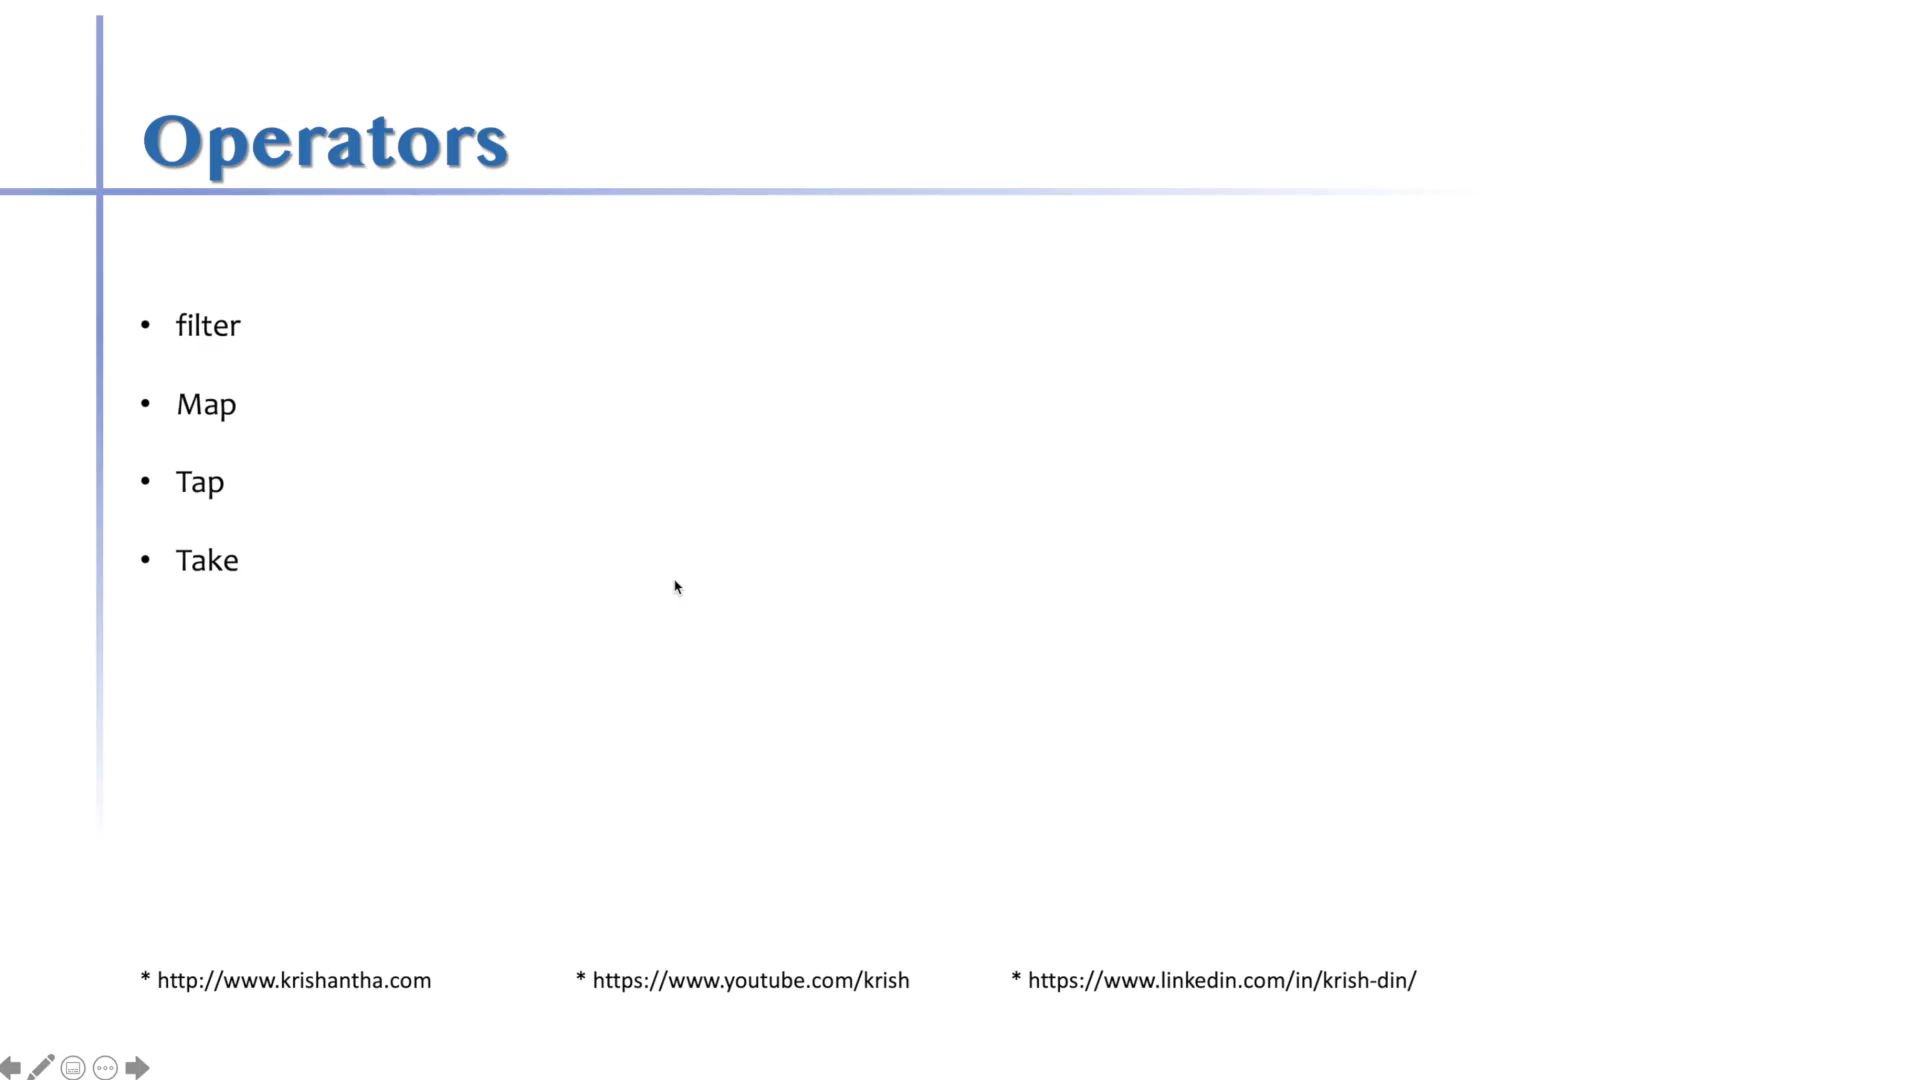 Operators
• filter
• Map
• Tap
• Take
* http://www.krishantha.com * https://www.youtube.com/krish * https://www.linkedin.com/in/krish-din/